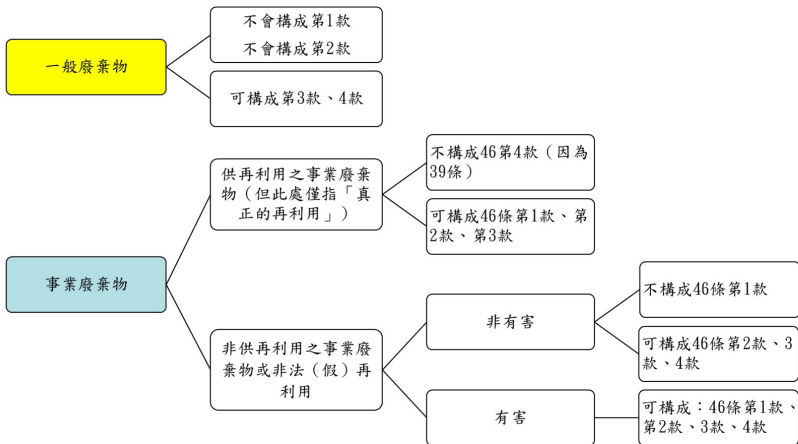 一般廢棄物
不會構成第1款
不會構成第2款
可構成第3款、4款
事業廢棄物
供再利用之事業廢棄
物（但此處僅指「真
正的再利用」）
不構成46第4款（因為
39條）
可構成46條第1款、第
2款、第3款
非供再利用之事業廢
棄物或非法（假）再
利用
非有害
不構成46條第1款
可構成46條第2款、3
款、4款
有害
可構成：46條第1款、
第2款、3款、4款